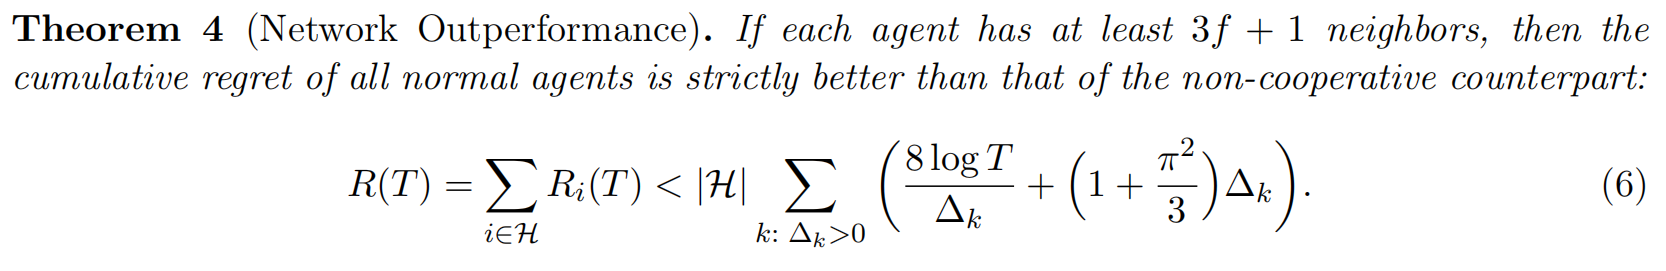 Theorem 4 (Network Outperformance). If each agent has at least 3f + 1 neighbors, then the
cumulative regret of all normal agents is strictly better than that of the non-cooperative counterpart:
R(T) = ∑_{i∈ℋ} R_i(T) < |ℋ| ∑_{k: Δ_k>0} ( 8 log T / Δ_k + ( 1 + π² / 3 ) Δ_k ). (6)